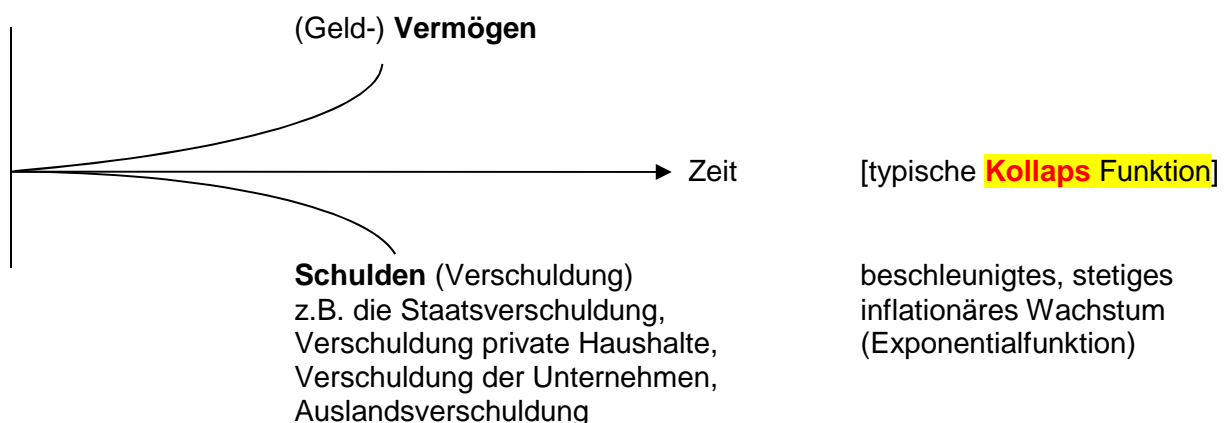 (Geld-) Vermögen
Zeit
[typische Kollaps Funktion]
Schulden (Verschuldung)
z.B. die Staatsverschuldung,
Verschuldung private Haushalte,
Verschuldung der Unternehmen,
Auslandsverschuldung
beschleunigtes, stetiges
inflationäres Wachstum
(Exponentialfunktion)